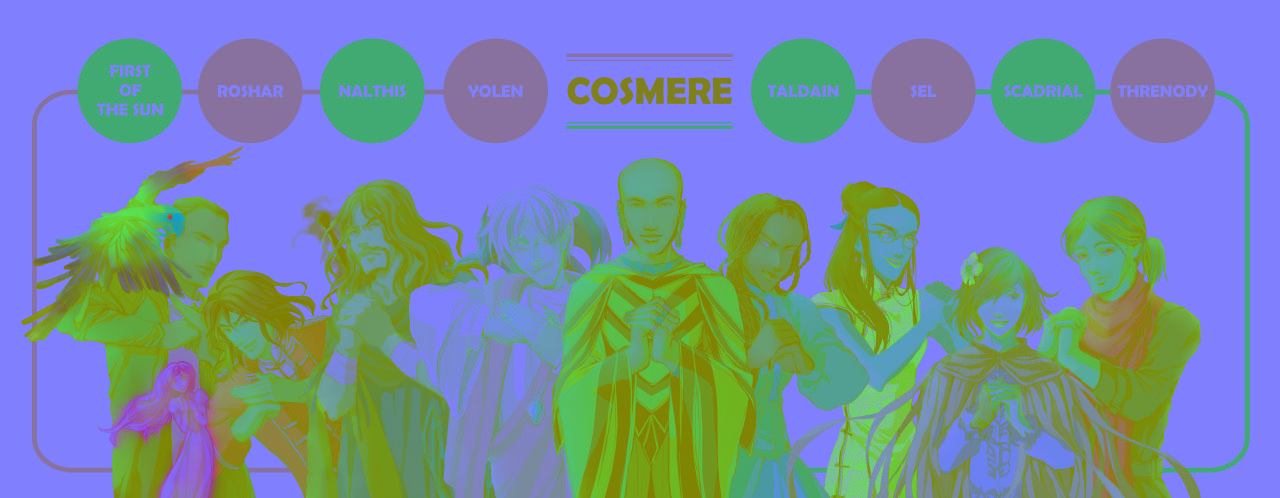 FIRST
OF
THE SUN
ROSHAR
NALTHIS
YOLEN
COSMERE
TALDAIN
SEL
SCADRIAL
THRENODY